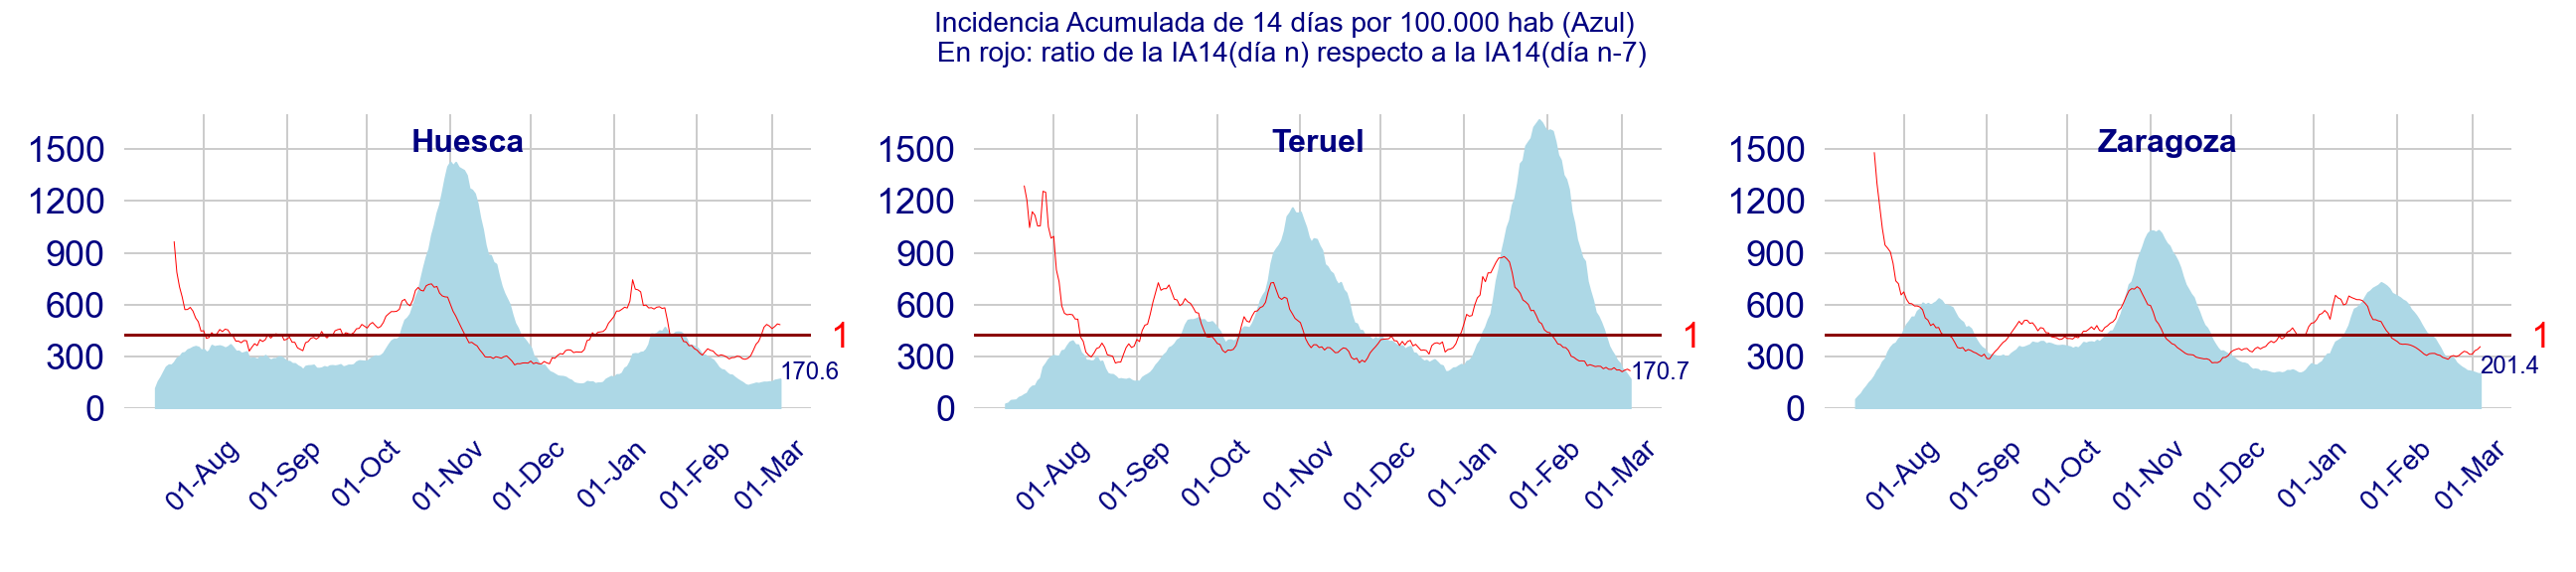 Incidencia Acumulada de 14 días por 100.000 hab (Azul)
En rojo: ratio de la IA14(día n) respecto a la IA14(día n-7)
Huesca
1500
1200
900
600
300
0
1
170.6
01-Aug
01-Sep
01-Oct
01-Nov
01-Dec
01-Jan
01-Feb
01-Mar
Teruel
1500
1200
900
600
300
0
1
170.7
01-Aug
01-Sep
01-Oct
01-Nov
01-Dec
01-Jan
01-Feb
01-Mar
Zaragoza
1500
1200
900
600
300
0
1
201.4
01-Aug
01-Sep
01-Oct
01-Nov
01-Dec
01-Jan
01-Feb
01-Mar